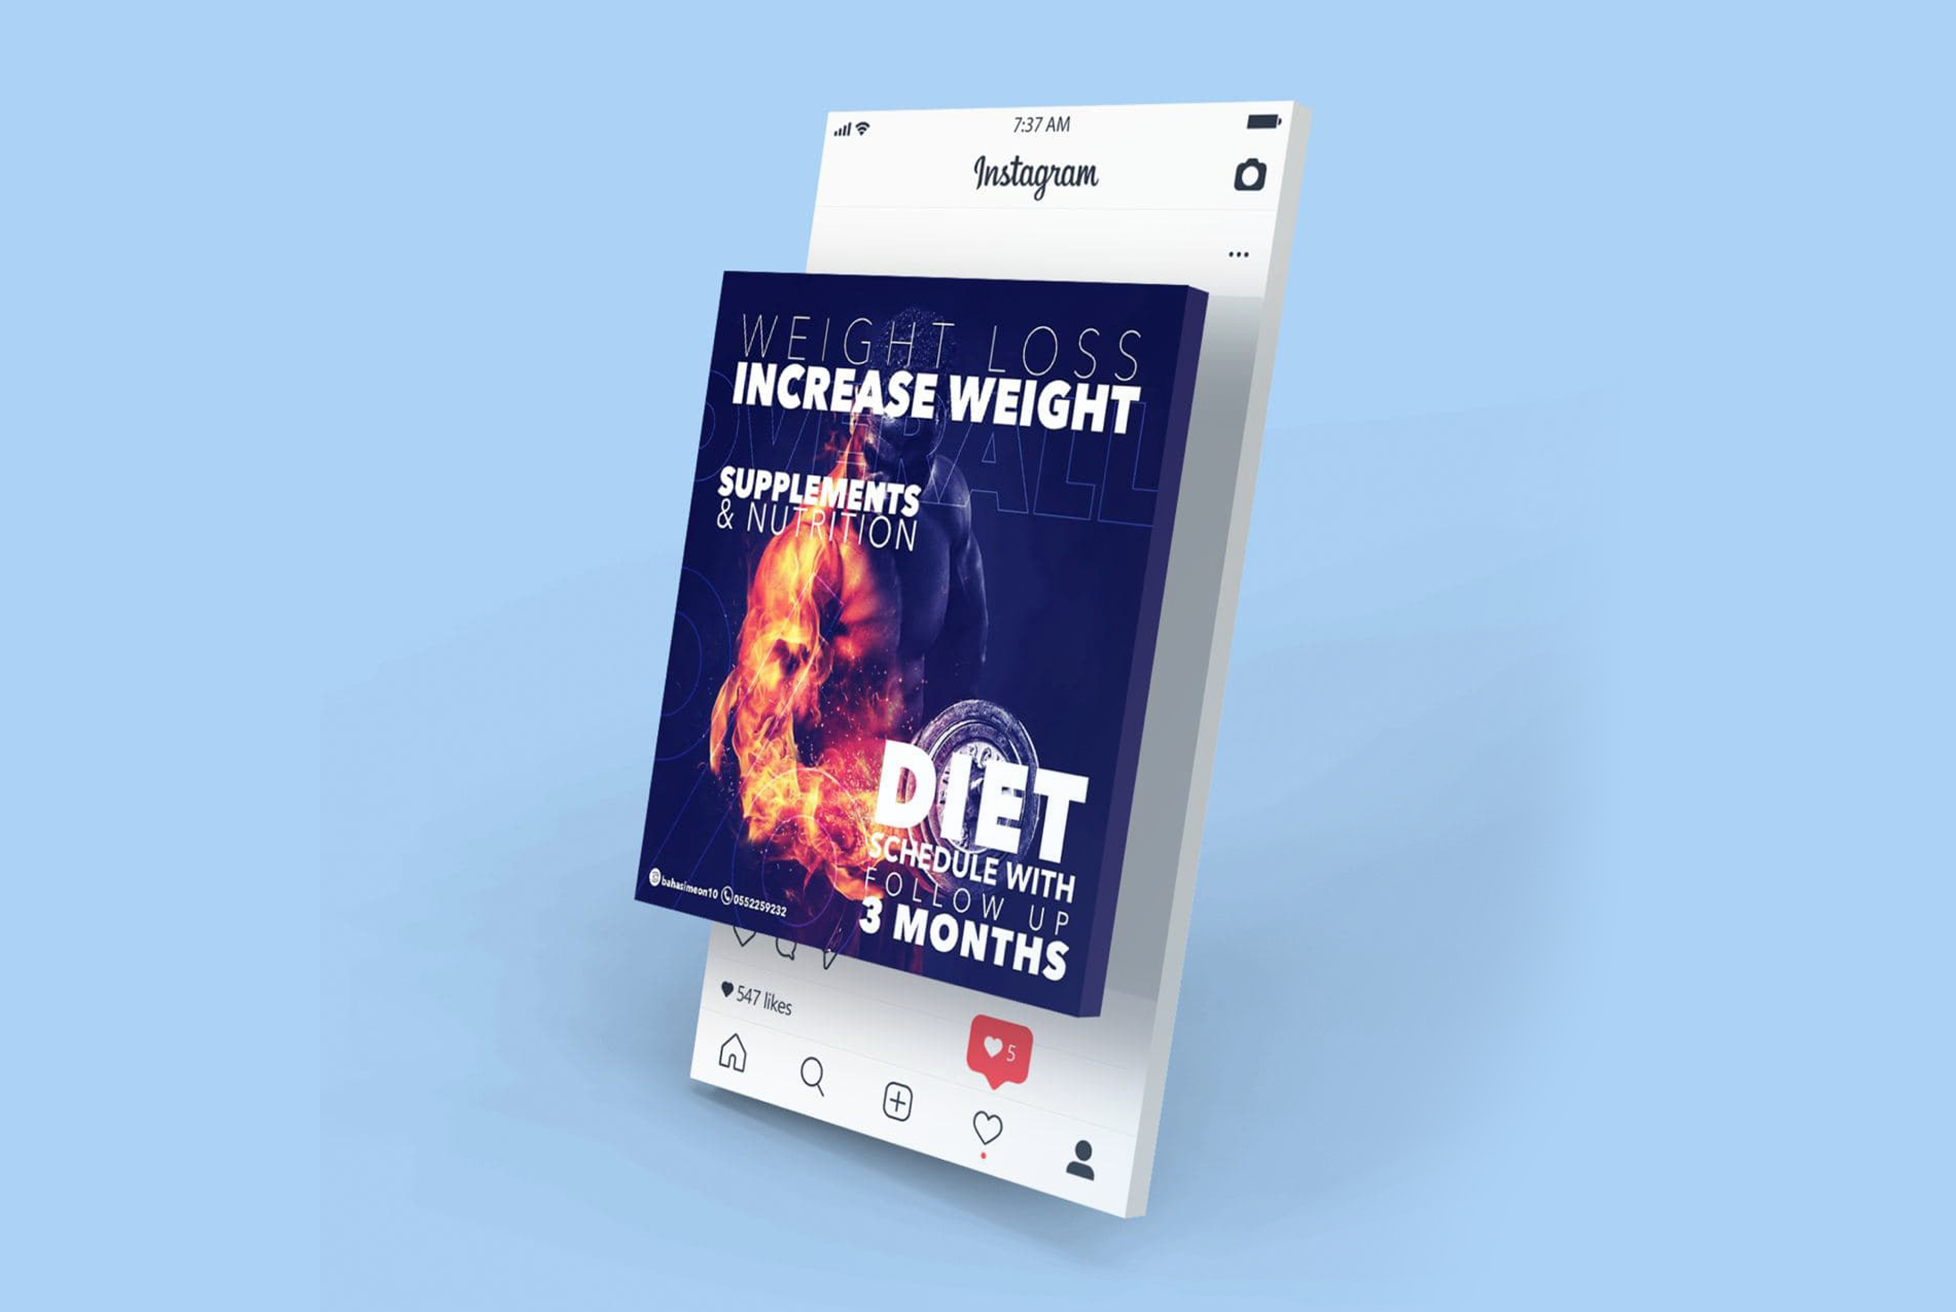 7:37 AM
Instagram
WEIGHT LOSS
INCREASE WEIGHT
OVERALL
SUPPLEMENTS
& NUTRITION
DIET
SCHEDULE WITH
FOLLOW UP
3 MONTHS
bahasimeon10 0552259232
547 likes
5